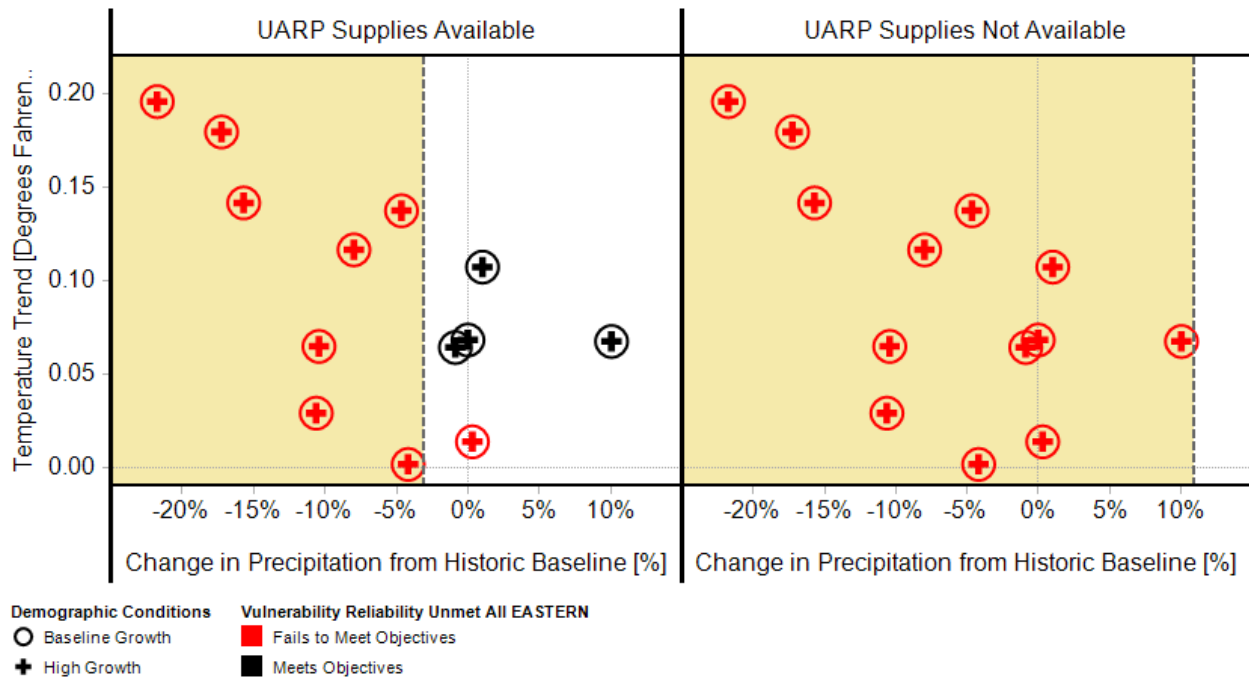 UARP Supplies Available
UARP Supplies Not Available
Temperature Trend [Degrees Fahren..
0.20
0.15
0.10
0.05
0.00
-20% -15% -10% -5% 0% 5% 10%
-20% -15% -10% -5% 0% 5% 10%
Change in Precipitation from Historic Baseline [%]
Change in Precipitation from Historic Baseline [%]
Demographic Conditions
Baseline Growth
High Growth
Vulnerability Reliability Unmet All EASTERN
Fails to Meet Objectives
Meets Objectives